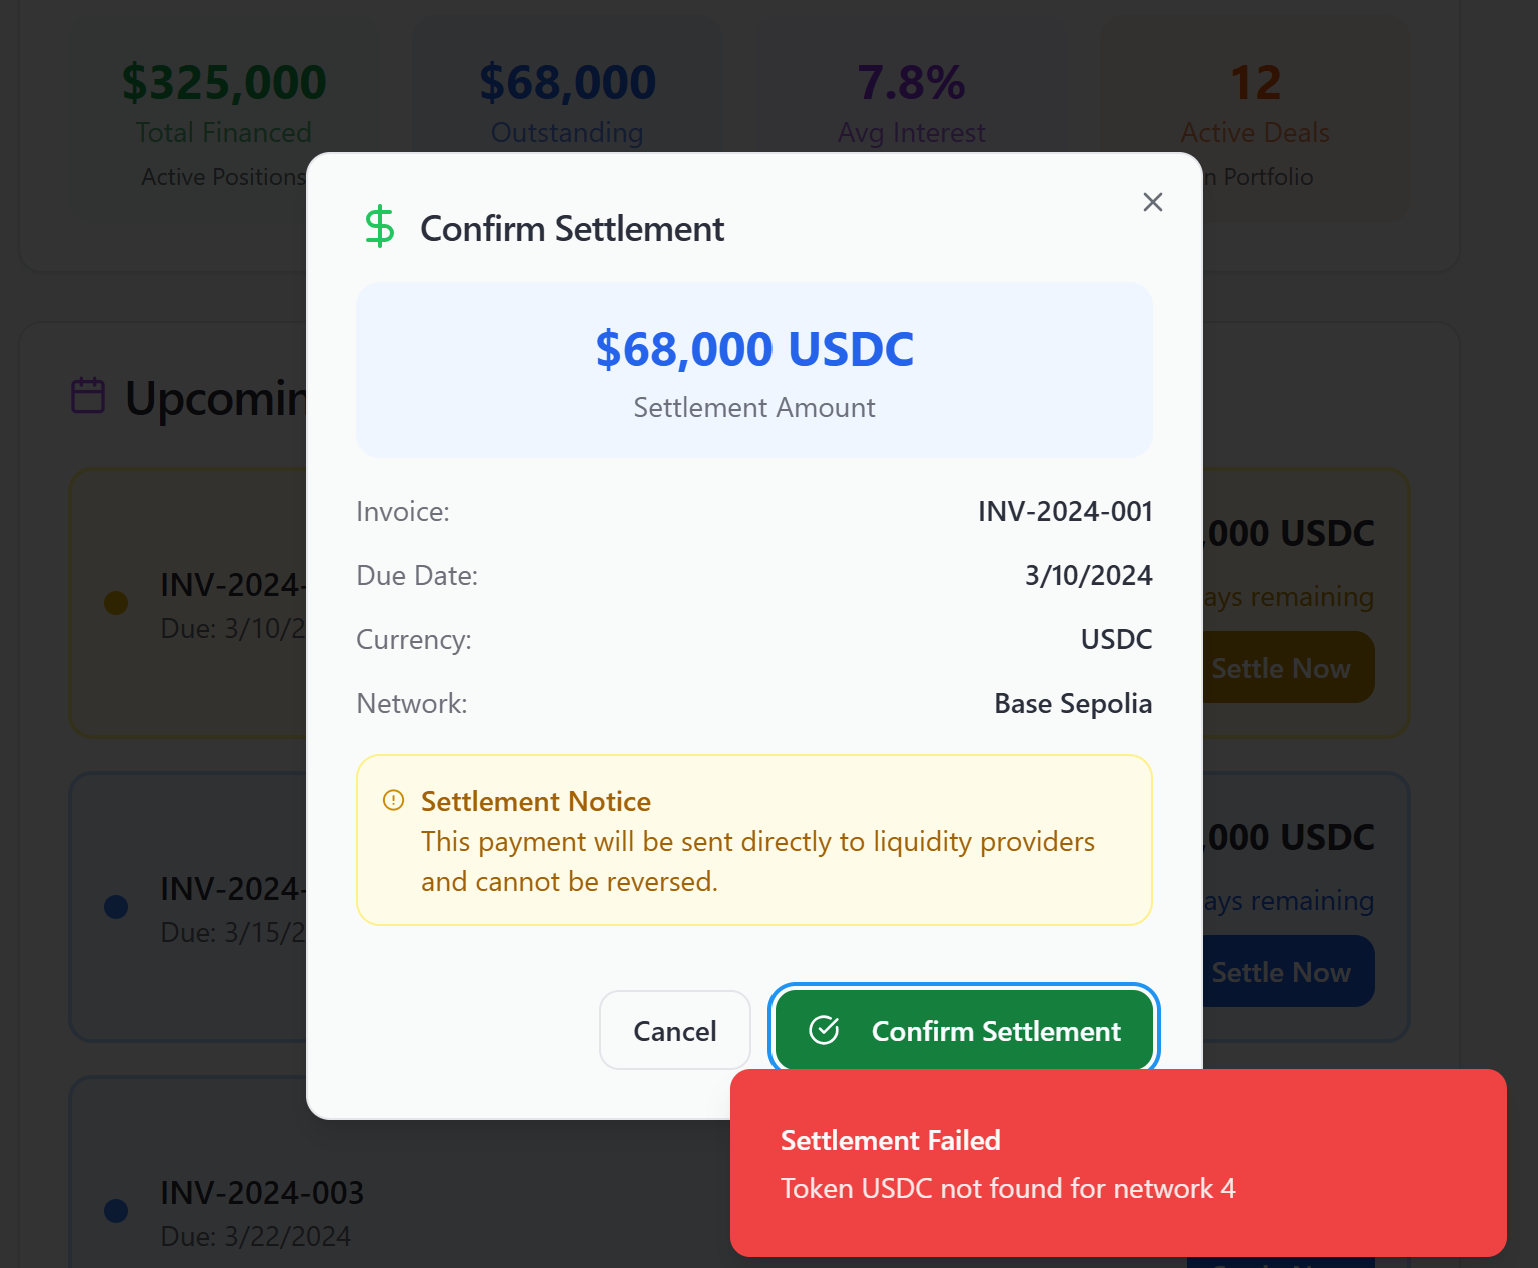 $325,000
Total Financed
Active Positions
$68,000
Outstanding
7.8%
Avg Interest
12
Active Deals
Portfolio
Confirm Settlement
$68,000 USDC
Settlement Amount
Invoice: INV-2024-001
Due Date: 3/10/2024
Currency: USDC
Network: Base Sepolia
Settlement Notice
This payment will be sent directly to liquidity providers
and cannot be reversed.
Cancel
Confirm Settlement
INV-2024-
Due: 3/10/2
,000 USDC
remaining
Settle Now
INV-2024-
Due: 3/15/2
,000 USDC
remaining
Settle Now
INV-2024-003
Due: 3/22/2024
Settlement Failed
Token USDC not found for network 4